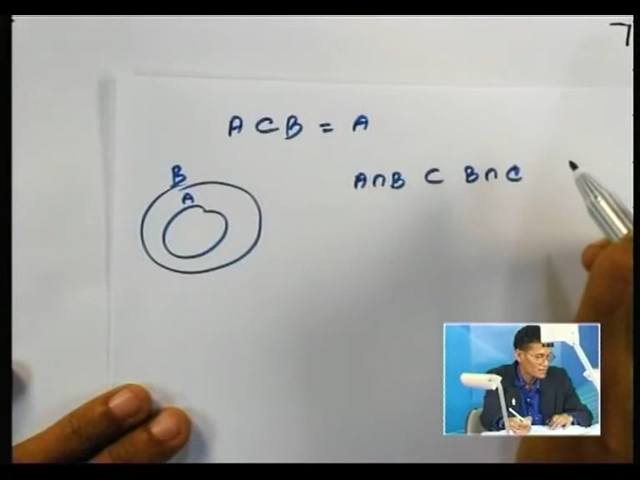 A ⊂ B = A
B
A
A∩B ⊂ B∩C
7